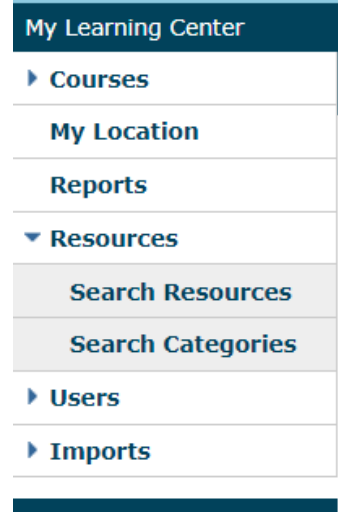 My Learning Center
Courses
My Location
Reports
Resources
Search Resources
Search Categories
Users
Imports